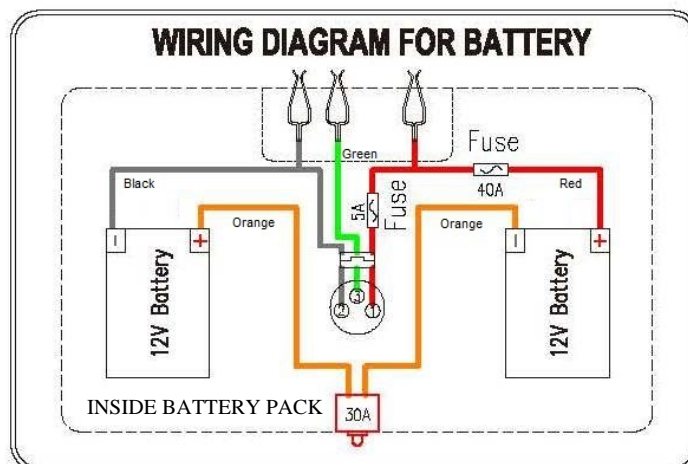 WIRING DIAGRAM FOR BATTERY
Fuse
Green
Black
40A
Red
5A
Fuse
Orange
Orange
−
+
−
+
12V Battery
12V Battery
3
2
1
INSIDE BATTERY PACK
30A